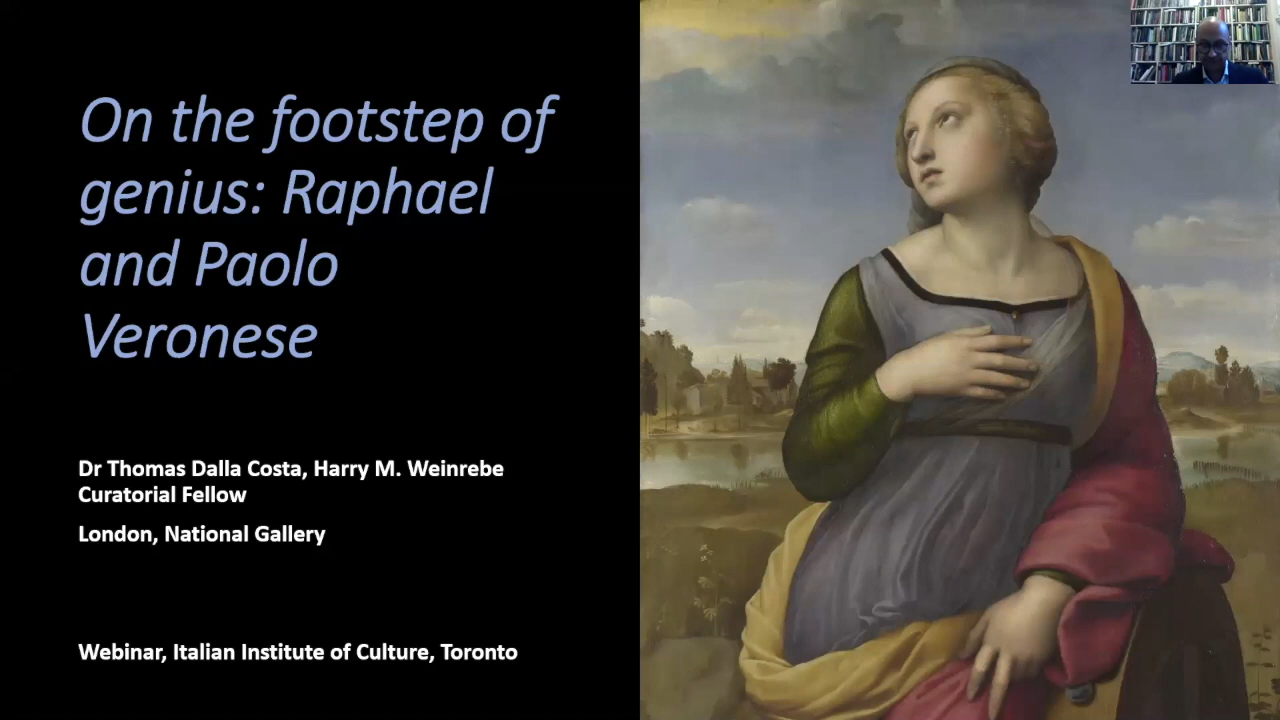 On the footstep of
genius: Raphael
and Paolo
Veronese
Dr Thomas Dalla Costa, Harry M. Weinrebe
Curatorial Fellow
London, National Gallery
Webinar, Italian Institute of Culture, Toronto